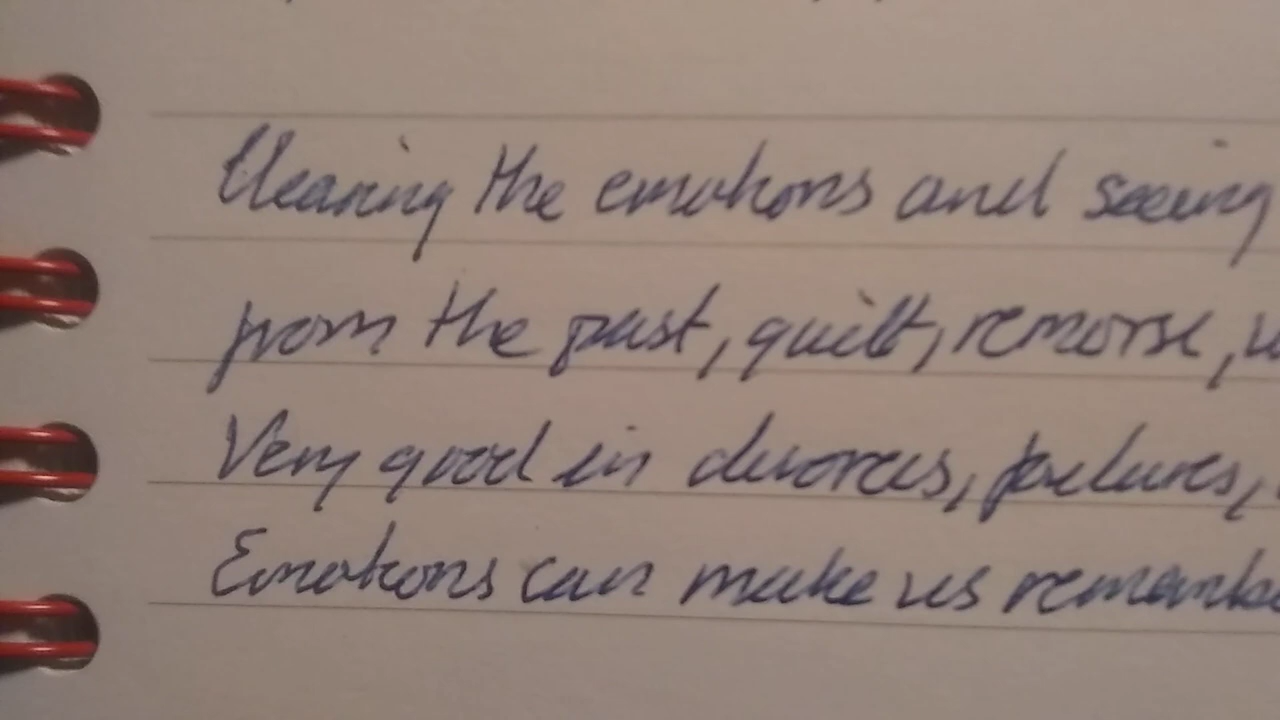 Clearing the emotions and seeing
from the past, guilt, remorse,
Very good in divorces, failures,
Emotions can make us